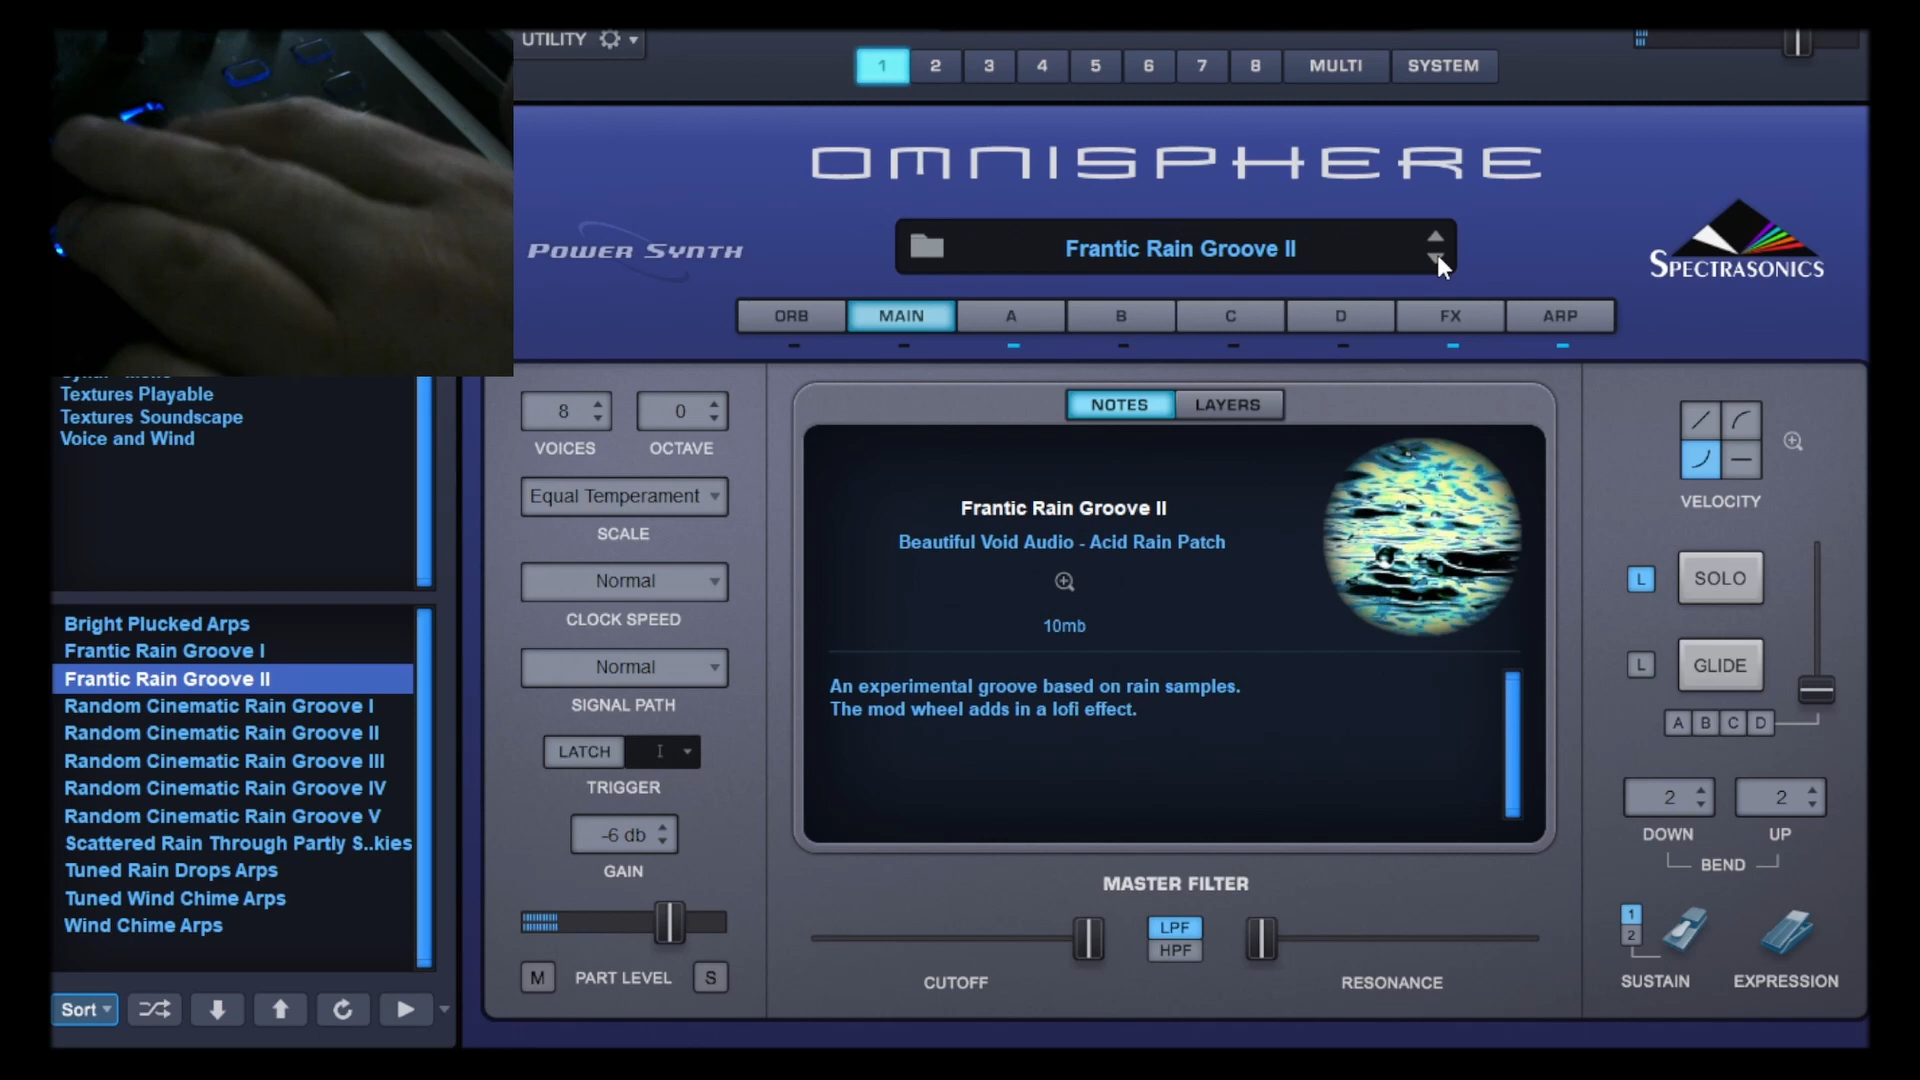 UTILITY
1 2 3 4 5 6 7 8 MULTI SYSTEM
OMNISPHERE
POWER SYNTH
Frantic Rain Groove II
SPECTRASONICS
ORB MAIN A B C D FX ARP
Textures Playable
Textures Soundscape
Voice and Wind
Bright Plucked Arps
Frantic Rain Groove I
Frantic Rain Groove II
Random Cinematic Rain Groove I
Random Cinematic Rain Groove II
Random Cinematic Rain Groove III
Random Cinematic Rain Groove IV
Random Cinematic Rain Groove V
Scattered Rain Through Partly S..kies
Tuned Rain Drops Arps
Tuned Wind Chime Arps
Wind Chime Arps
Sort
8 0
VOICES OCTAVE
Equal Temperament
SCALE
Normal
CLOCK SPEED
Normal
SIGNAL PATH
LATCH
TRIGGER
-6 db
GAIN
M PART LEVEL S
NOTES LAYERS
Frantic Rain Groove II
Beautiful Void Audio - Acid Rain Patch
10mb
An experimental groove based on rain samples.
The mod wheel adds in a lofi effect.
MASTER FILTER
LPF
HPF
CUTOFF RESONANCE
VELOCITY
L SOLO
L GLIDE
A B C D
2 2
DOWN UP
BEND
1
2
SUSTAIN EXPRESSION